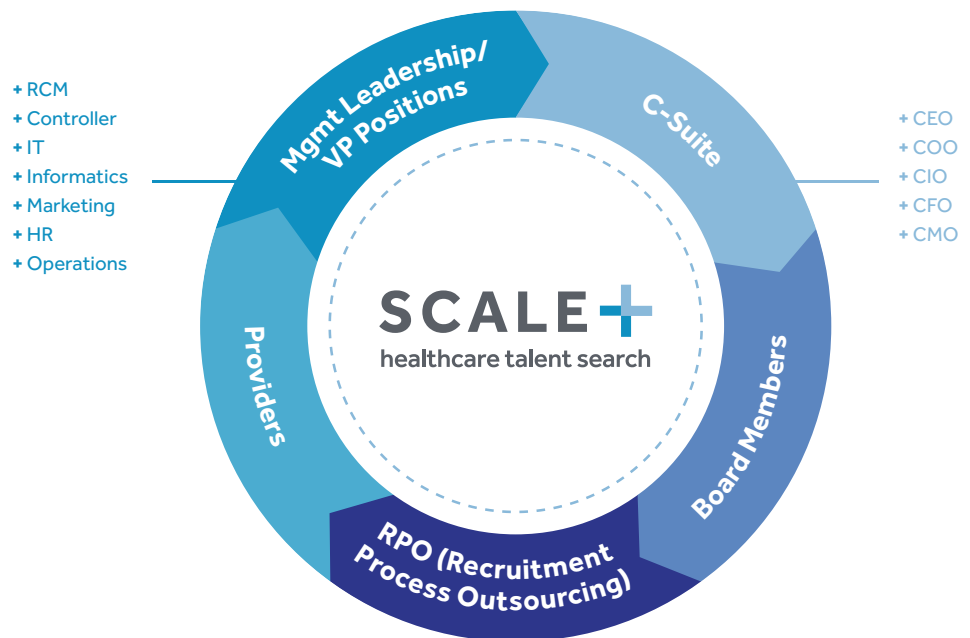 Mgmt Leadership/
VP Positions
C-Suite
+ RCM
+ Controller
+ IT
+ Informatics
+ Marketing
+ HR
+ Operations
+ CEO
+ COO
+ CIO
+ CFO
+ CMO
SCALE+
healthcare talent search
Providers
Board Members
RPO (Recruitment
Process Outsourcing)